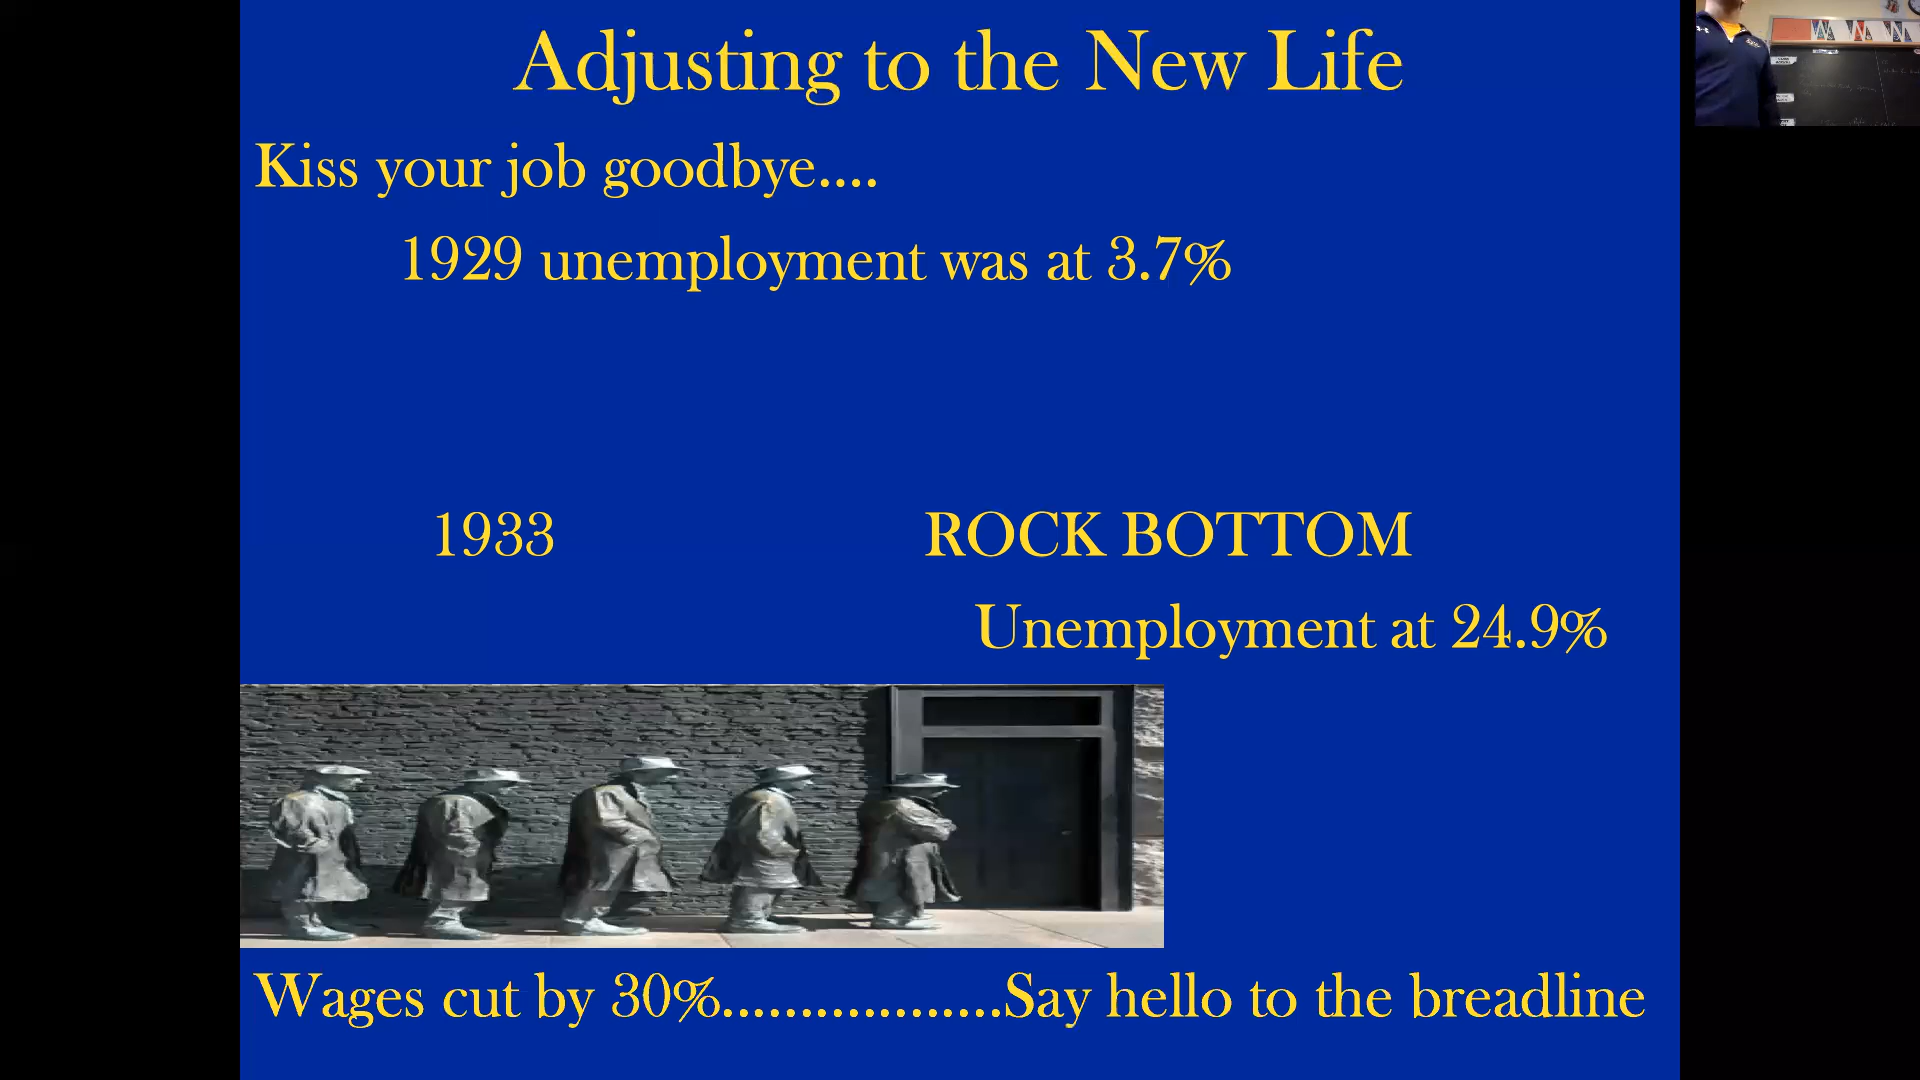 Adjusting to the New Life
Kiss your job goodbye....
1929 unemployment was at 3.7%
1933
ROCK BOTTOM
Unemployment at 24.9%
Wages cut by 30%..................Say hello to the breadline